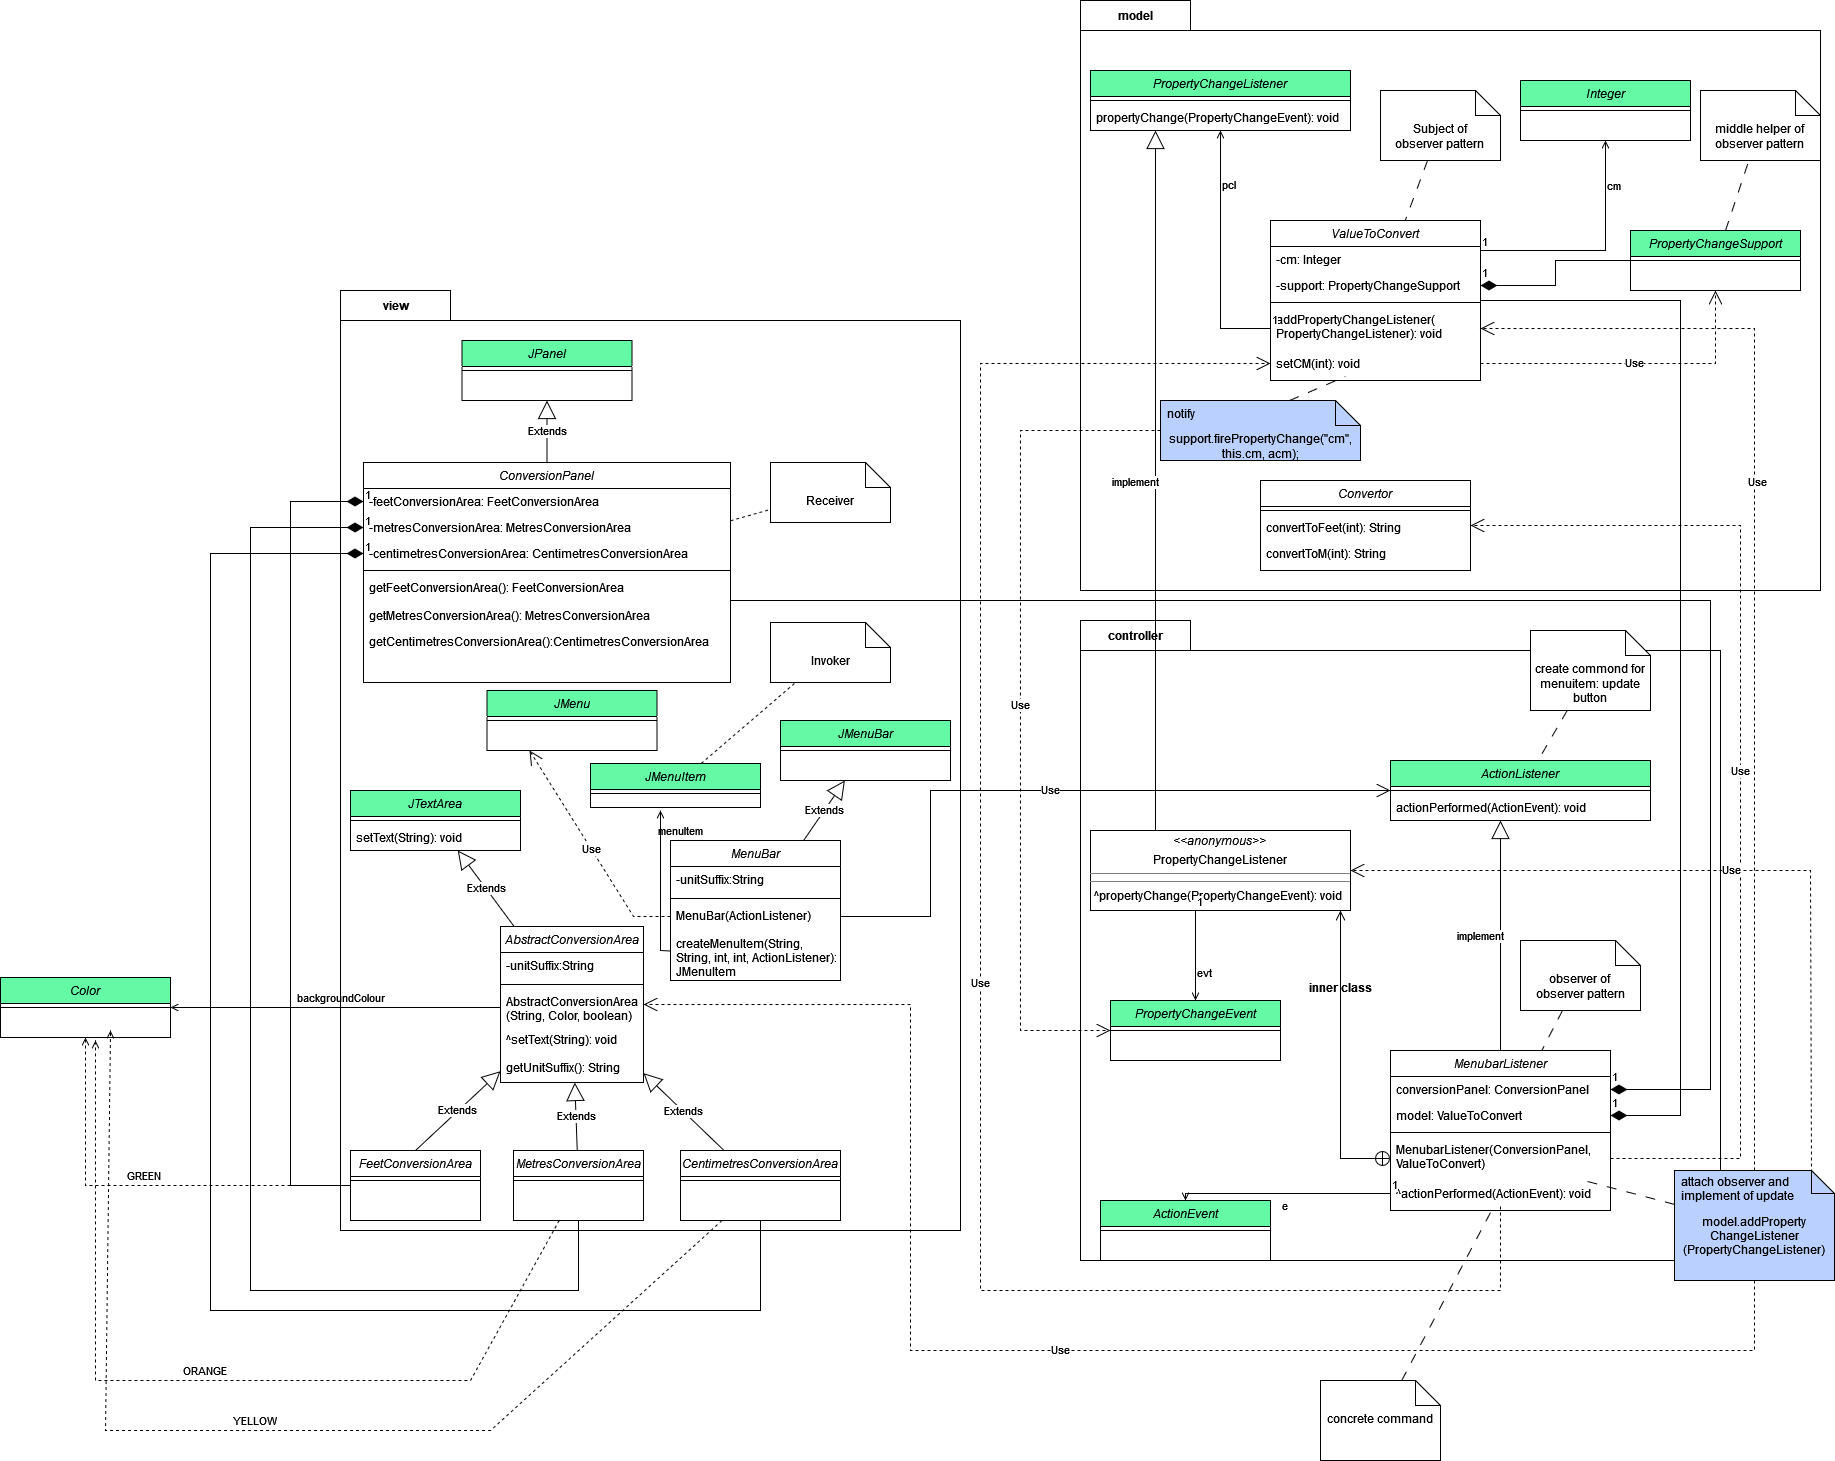 model
PropertyChangeListener
propertyChange(PropertyChangeEvent): void
Subject of
observer pattern
Integer
middle helper of
observer pattern
pcl
cm
ValueToConvert
-cm: Integer
-support: PropertyChangeSupport
addPropertyChangeListener(
PropertyChangeListener): void
setCM(int): void
1
1
1
PropertyChangeSupport
Use
notify
support.firePropertyChange("cm",
this.cm, acm);
implement
Convertor
convertToFeet(int): String
convertToM(int): String
Use
view
JPanel
Extends
ConversionPanel
1
-feetConversionArea: FeetConversionArea
1
-metresConversionArea: MetresConversionArea
1
-centimetresConversionArea: CentimetresConversionArea
getFeetConversionArea(): FeetConversionArea
getMetresConversionArea(): MetresConversionArea
getCentimetresConversionArea():CentimetresConversionArea
Receiver
Invoker
JMenu
JMenuItem
JMenuBar
Extends
JTextArea
setText(String): void
Extends
Use
menuItem
MenuBar
-unitSuffix:String
MenuBar(ActionListener)
createMenuItem(String,
String, int, int, ActionListener):
JMenuItem
AbstractConversionArea
-unitSuffix:String
AbstractConversionArea
(String, Color, boolean)
^setText(String): void
getUnitSuffix(): String
Color
backgroundColour
Extends
Extends
Extends
FeetConversionArea
MetresConversionArea
CentimetresConversionArea
GREEN
ORANGE
YELLOW
controller
create commond for
menuitem: update
button
Use
Use
Use
ActionListener
actionPerformed(ActionEvent): void
<<anonymous>>
PropertyChangeListener
^propertyChange(PropertyChangeEvent): void
1
Use
implement
evt
inner class
observer of
observer pattern
Use
PropertyChangeEvent
MenubarListener
conversionPanel: ConversionPanel
model: ValueToConvert
MenubarListener(ConversionPanel,
ValueToConvert)
^actionPerformed(ActionEvent): void
1
1
1
ActionEvent
e
attach observer and
implement of update
model.addProperty
ChangeListener
(PropertyChangeListener)
Use
concrete command